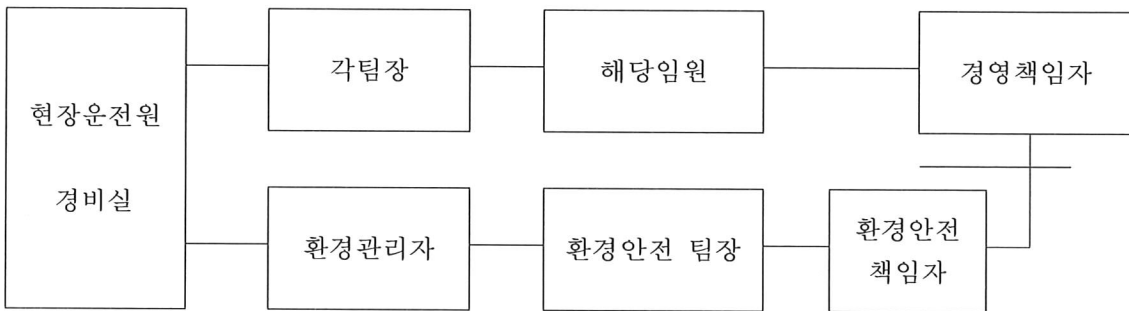 현장운전원
경비실
각팀장
해당임원
경영책임자
환경관리자
환경안전 팀장
환경안전
책임자